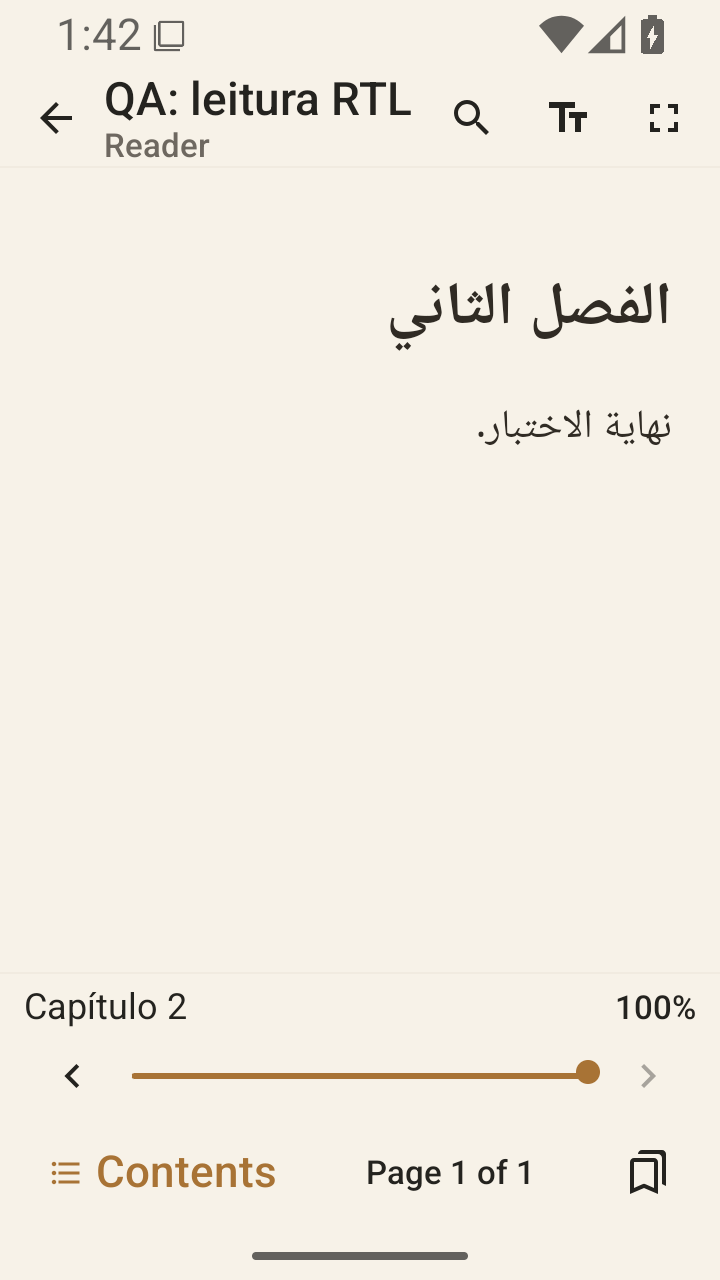 1:42
QA: leitura RTL
Reader
الفصل الثاني
نهاية الاختبار.
Capítulo 2
100%
Contents
Page 1 of 1